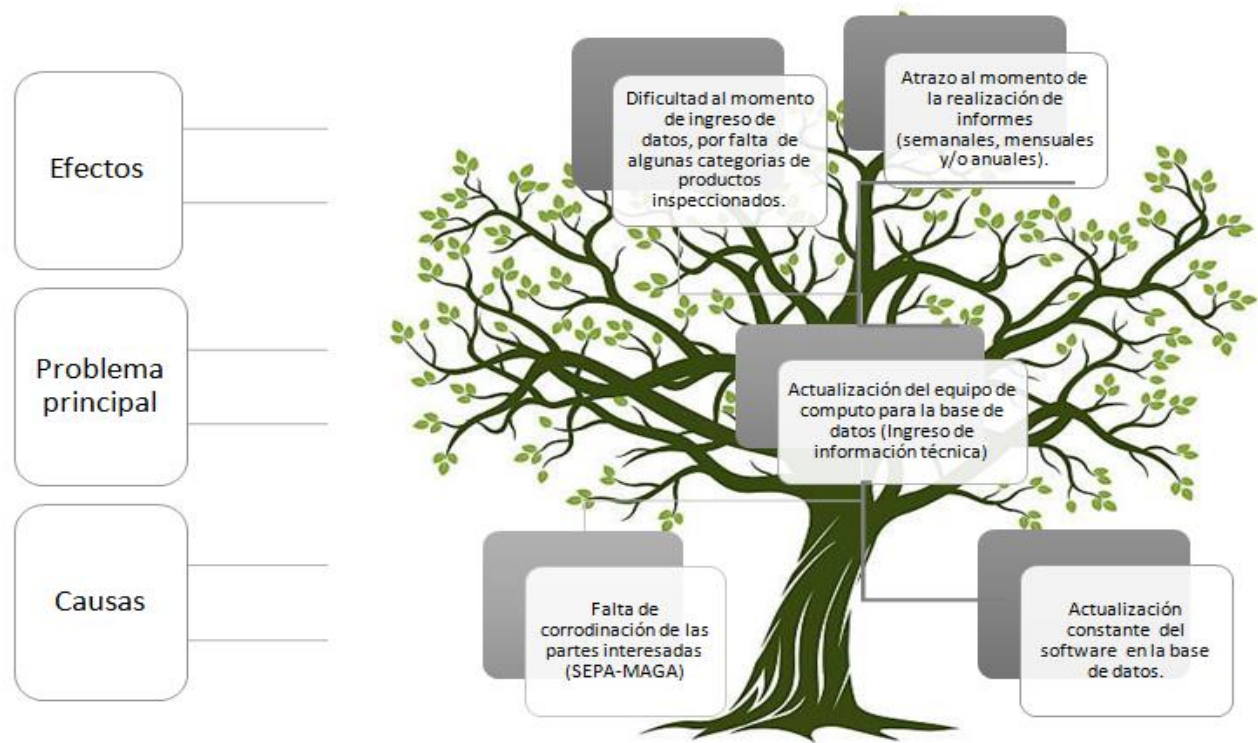 Efectos
Dificultad al momento
de ingreso de
datos, por falta de
algunas categorias de
productos
inspeccionados.
Atrazo al momento de
la realización de
informes
(semanales, mensuales
y/o anuales).
Problema
principal
Actualización del equipo de
computo para la base de
datos (Ingreso de
información técnica)
Causas
Falta de
corrodinación de las
partes interesadas
(SEPA-MAGA)
Actualización
constante del
software en la base
de datos.